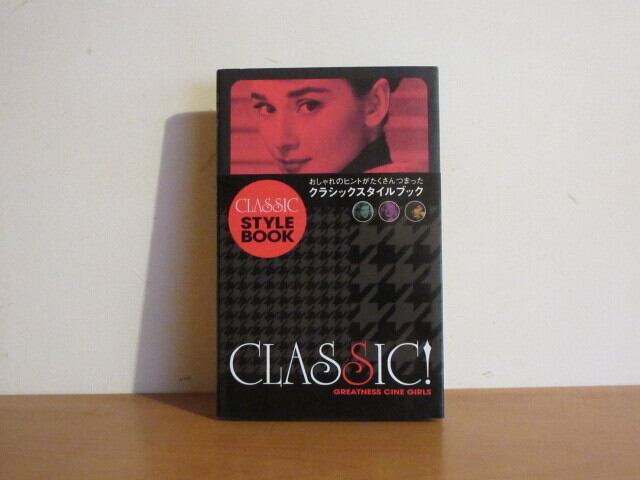 おしゃれのヒントがたくさんつまった
クラシックスタイルブック
CLASSIC
STYLE
BOOK
CLASSIC!
GREATNESS CINE GIRLS